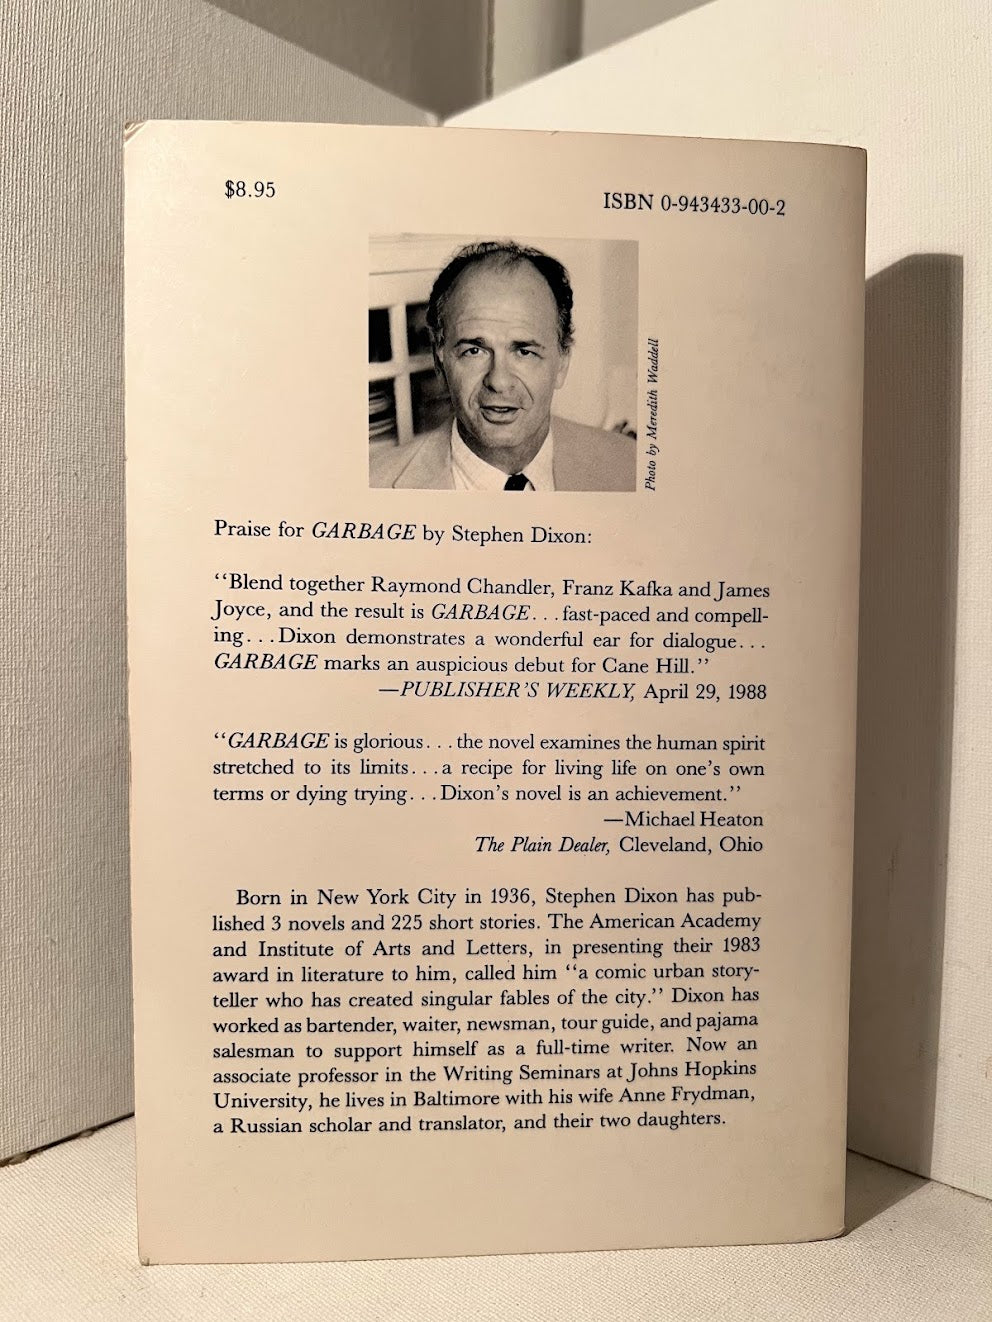 $8.95
ISBN 0-943433-00-2
Photo by Meredith Waddell
Praise for GARBAGE by Stephen Dixon:
‘‘Blend together Raymond Chandler, Franz Kafka and James
Joyce, and the result is GARBAGE. . . fast-paced and compell-
ing. . . Dixon demonstrates a wonderful ear for dialogue. . .
GARBAGE marks an auspicious debut for Cane Hill.’’
—PUBLISHER’S WEEKLY, April 29, 1988
‘‘GARBAGE is glorious. . . the novel examines the human spirit
stretched to its limits. . . a recipe for living life on one’s own
terms or dying trying. . . Dixon’s novel is an achievement.’’
—Michael Heaton
The Plain Dealer, Cleveland, Ohio
Born in New York City in 1936, Stephen Dixon has pub-
lished 3 novels and 225 short stories. The American Academy
and Institute of Arts and Letters, in presenting their 1983
award in literature to him, called him ‘‘a comic urban story-
teller who has created singular fables of the city.’’ Dixon has
worked as bartender, waiter, newsman, tour guide, and pajama
salesman to support himself as a full-time writer. Now an
associate professor in the Writing Seminars at Johns Hopkins
University, he lives in Baltimore with his wife Anne Frydman,
a Russian scholar and translator, and their two daughters.